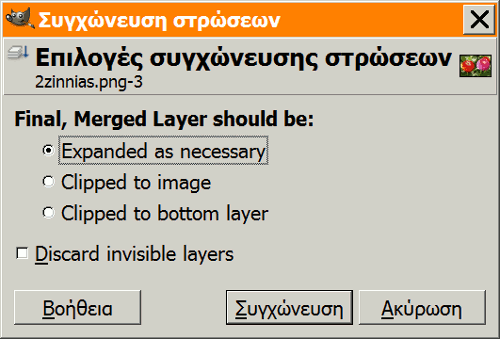 Συγχώνευση στρώσεων
Επιλογές συγχώνευσης στρώσεων
2zinnias.png-3
Final, Merged Layer should be:
Expanded as necessary
Clipped to image
Clipped to bottom layer
Discard invisible layers
Βοήθεια Συγχώνευση Ακύρωση